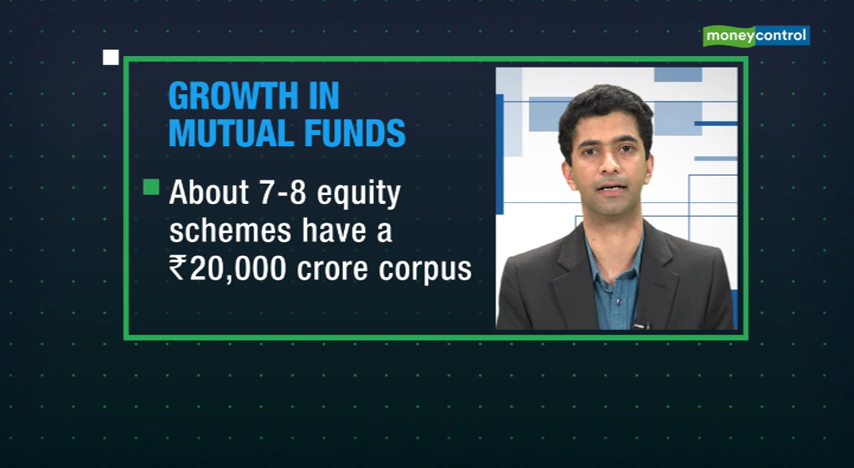 moneycontrol
GROWTH IN
MUTUAL FUNDS
About 7-8 equity
schemes have a
₹20,000 crore corpus